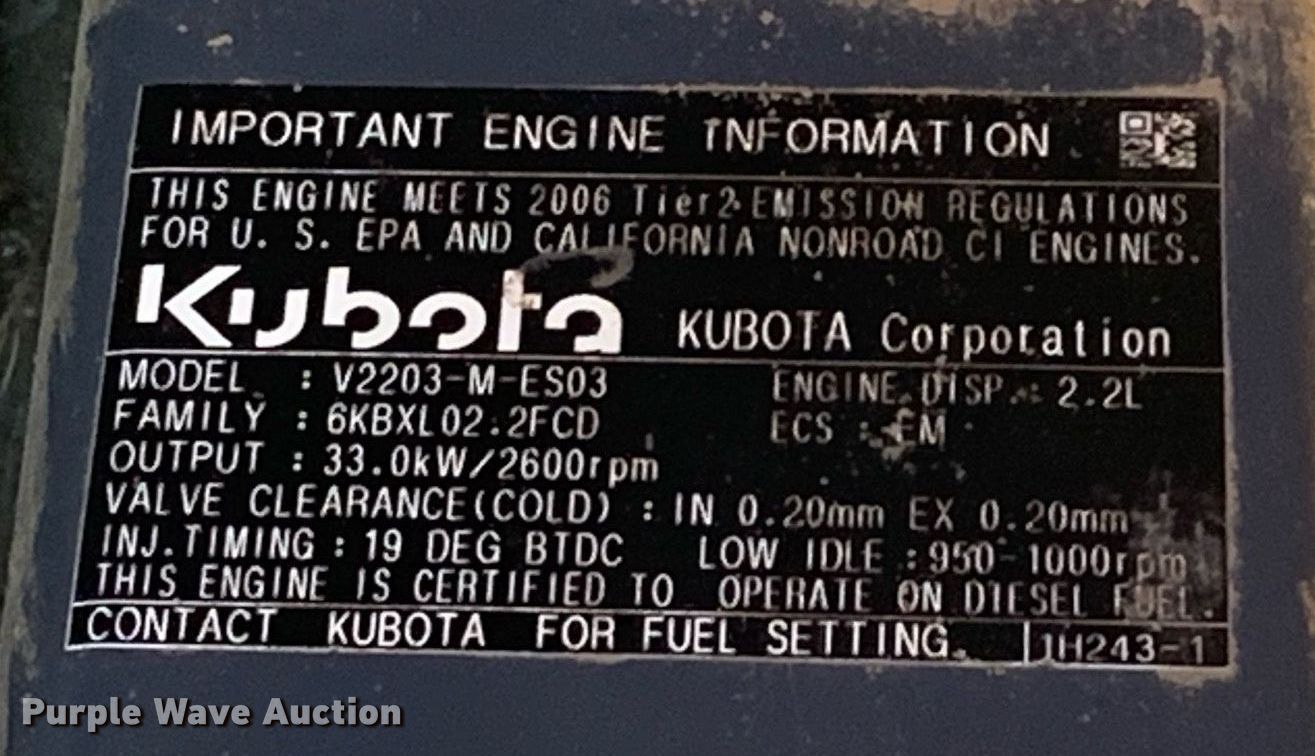 IMPORTANT ENGINE INFORMATION
THIS ENGINE MEETS 2006 Tier2 EMISSION REGULATIONS
FOR U. S. EPA AND CALIFORNIA NONROAD CI ENGINES.
Kubota KUBOTA Corporation
MODEL : V2203-M-ES03 ENGINE DISP. : 2.2L
FAMILY : 6KBXL02.2FCD ECS : EM
OUTPUT : 33.0kW/2600rpm
VALVE CLEARANCE(COLD) : IN 0.20mm EX 0.20mm
INJ.TIMING : 19 DEG BTDC LOW IDLE : 950-1000rpm
THIS ENGINE IS CERTIFIED TO OPERATE ON DIESEL FUEL.
CONTACT KUBOTA FOR FUEL SETTING. 1H243-1
Purple Wave Auction